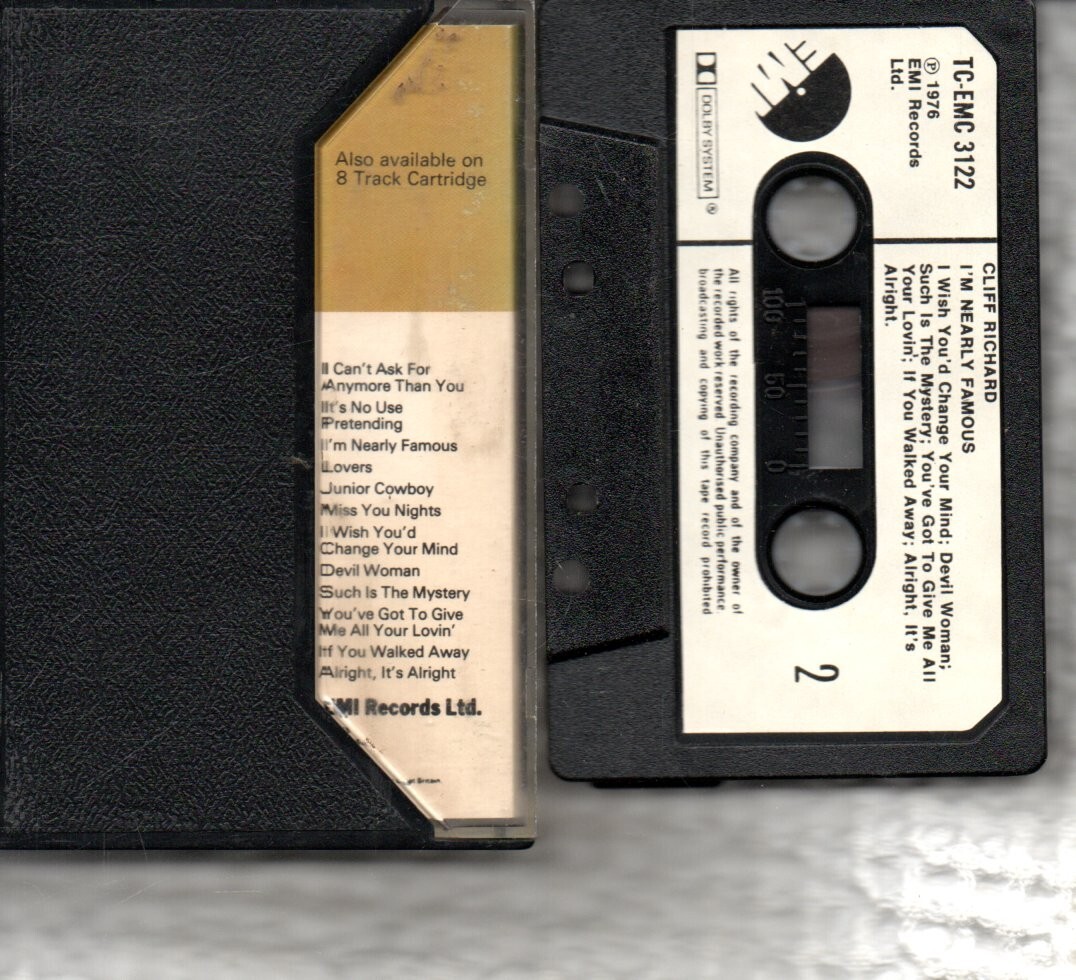 Also available on
8 Track Cartridge
I Can't Ask For
Anymore Than You
It's No Use
Pretending
I'm Nearly Famous
Lovers
Junior Cowboy
Miss You Nights
I Wish You'd
Change Your Mind
Devil Woman
Such Is The Mystery
You've Got To Give
Me All Your Lovin'
If You Walked Away
Alright, It's Alright
EMI Records Ltd.
Britain.
TC-EMC 3122
℗ 1976
EMI Records
Ltd.
EMI
DOLBY SYSTEM ®
CLIFF RICHARD
I'M NEARLY FAMOUS
I Wish You'd Change Your Mind; Devil Woman;
Such Is The Mystery; You've Got To Give Me All
Your Lovin'; If You Walked Away; Alright, It's
Alright.
100 50 0
All rights of the recording company and of the owner of
the recorded work reserved. Unauthorised public performance,
broadcasting and copying of this tape record prohibited
2